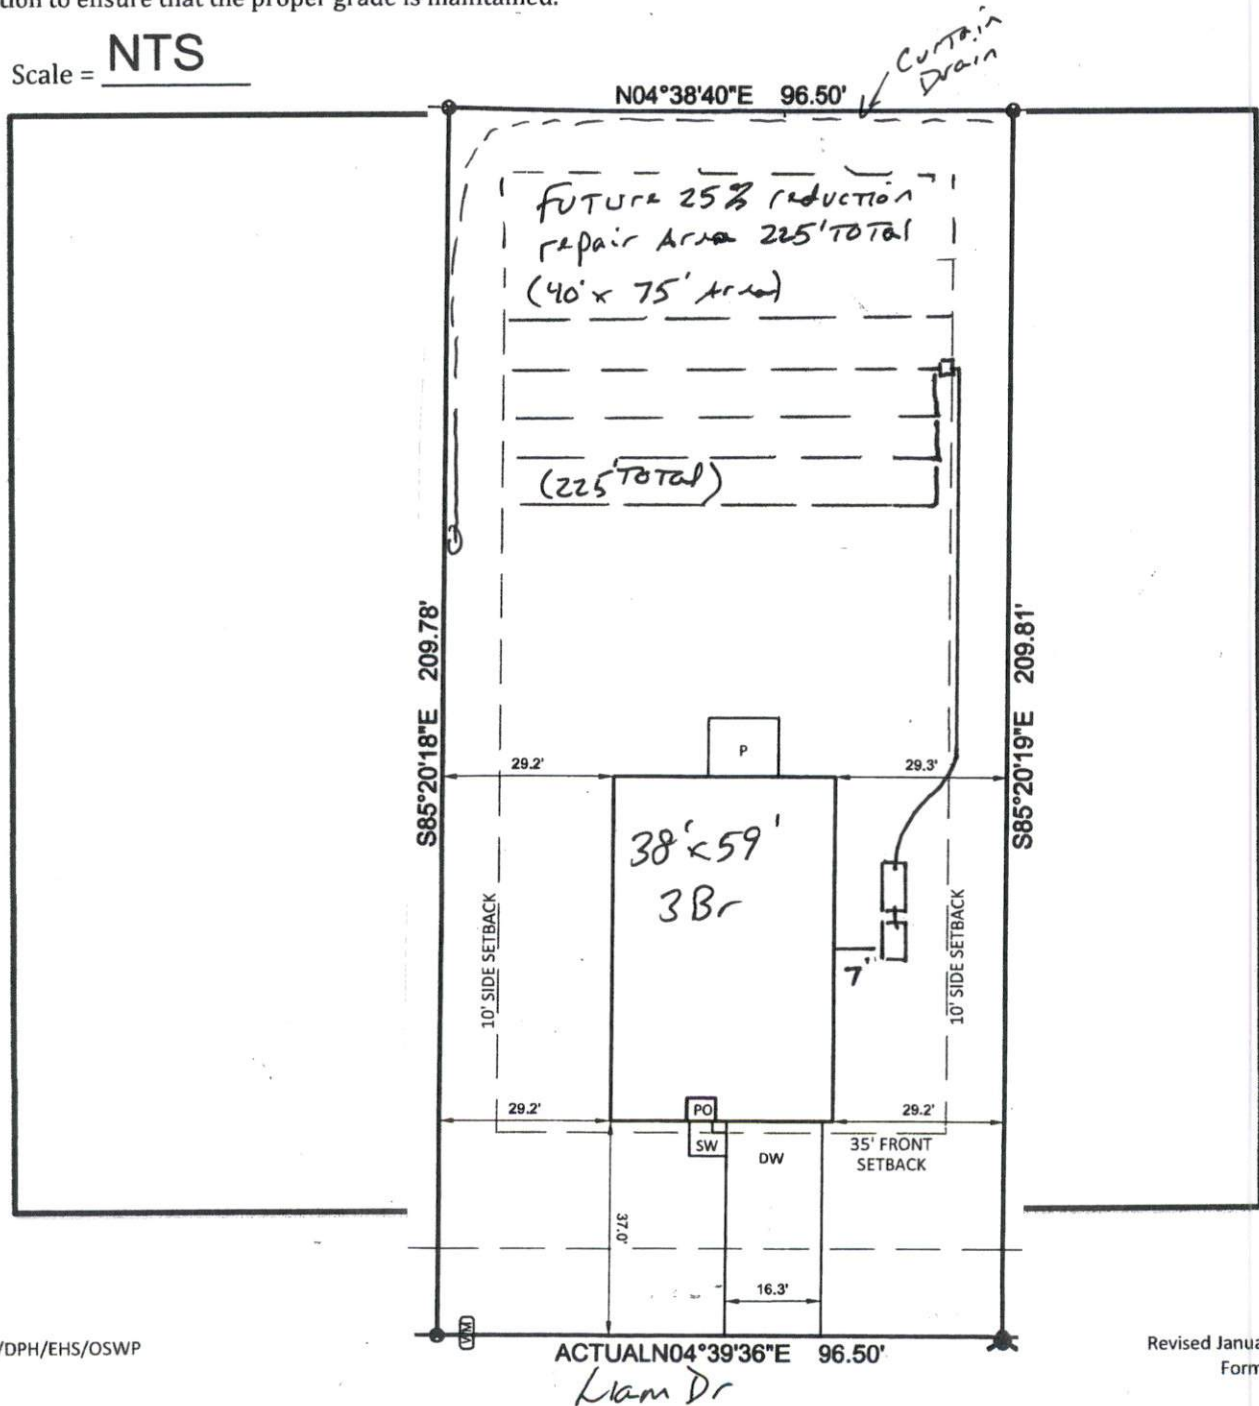 tion to ensure that the proper grade is maintained.
Scale = NTS
Curtain
Drain
N04°38'40"E 96.50'
FUTURE 25% reduction
repair Area 225' TOTAL
(40' x 75' Area)
(225' TOTAL)
S85°20'18"E 209.78'
S85°20'19"E 209.81'
P
29.2'
29.3'
38' x 59'
3 Br
7'
10' SIDE SETBACK
10' SIDE SETBACK
29.2'
PO
29.2'
SW
DW
35' FRONT
SETBACK
37.0'
16.3'
WM
/DPH/EHS/OSWP
ACTUALN04°39'36"E 96.50'
Liam Dr
Revised Janua
Form